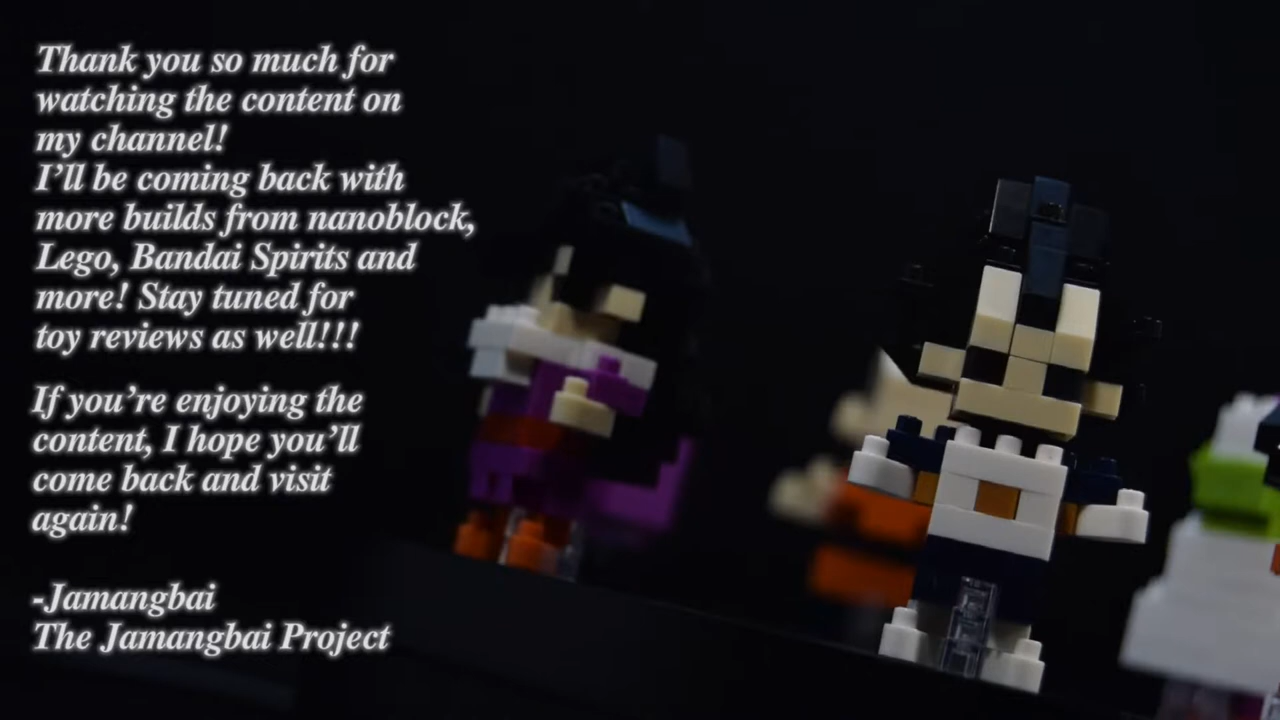 Thank you so much for
watching the content on
my channel!
I’ll be coming back with
more builds from nanoblock,
Lego, Bandai Spirits and
more! Stay tuned for
toy reviews as well!!!
If you’re enjoying the
content, I hope you’ll
come back and visit
again!
-Jamangbai
The Jamangbai Project